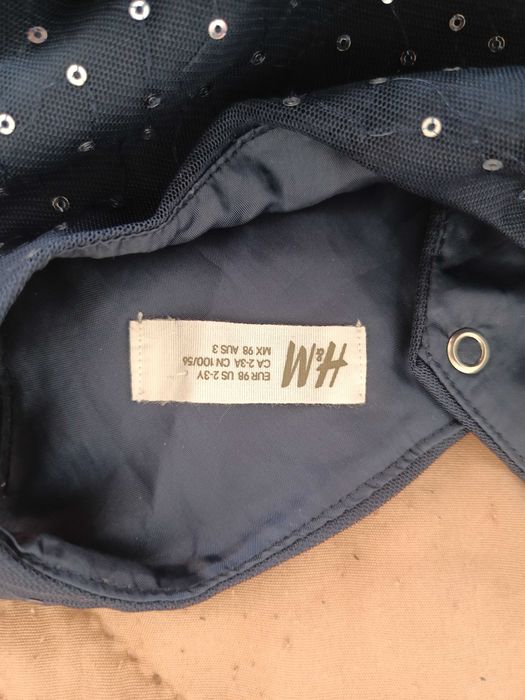 H&M
EUR 98 US 2-3Y
CA 2-3A CN 100/56
MX 98 AUS 3